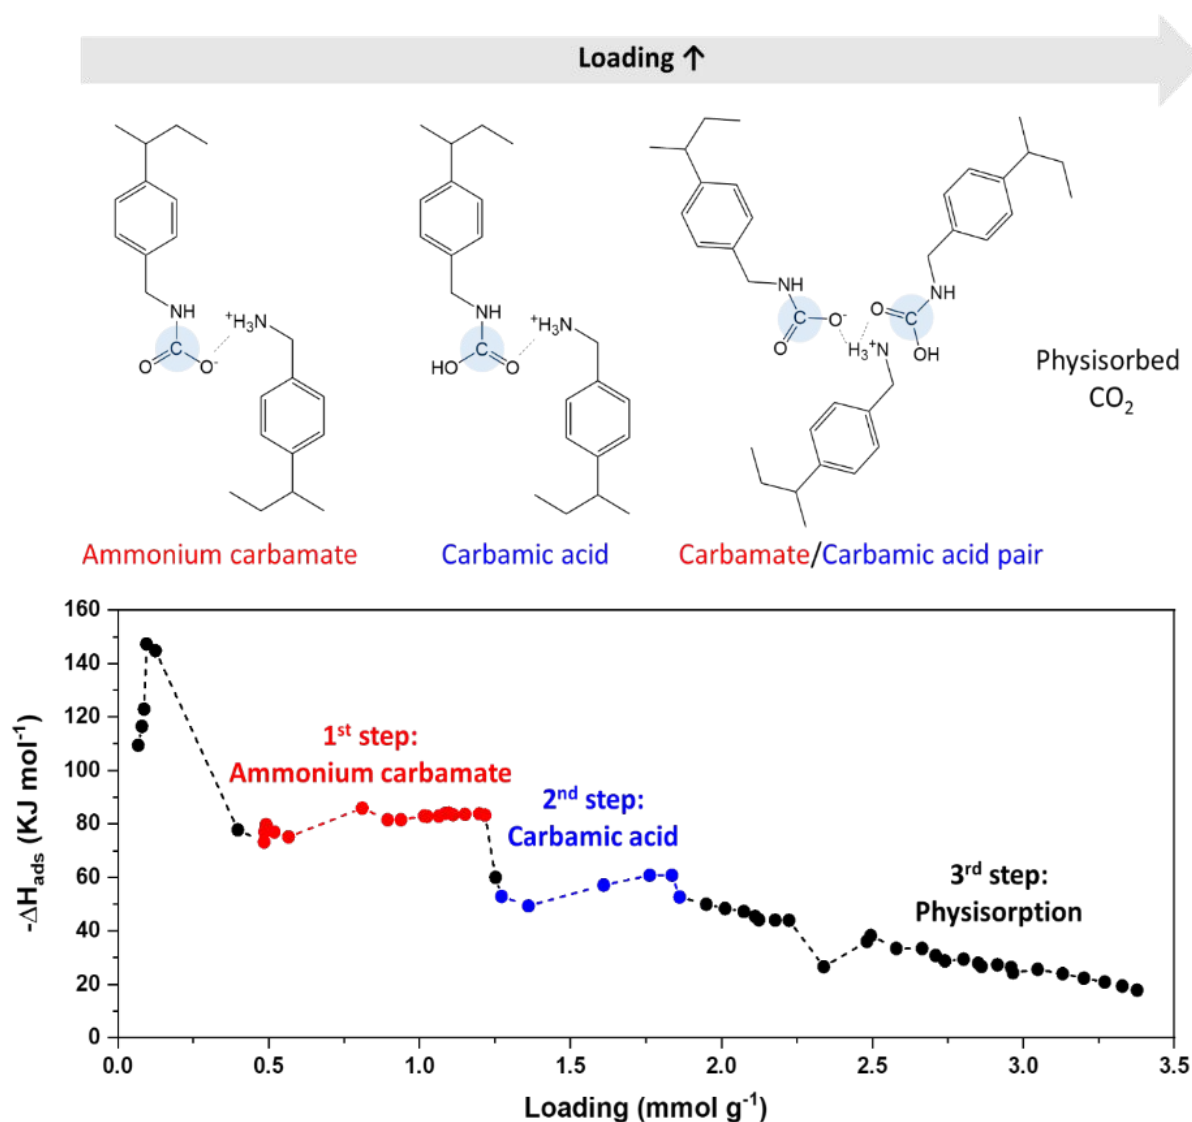 Loading ↑
NH
⁺H₃N
C
O
O⁻
NH
⁺H₃N
C
HO
O
NH
C
O⁻
O
H₃⁺N
O
C
NH
OH
Physisorbed
CO₂
Ammonium carbamate
Carbamic acid
Carbamate/Carbamic acid pair
160
140
120
100
80
60
40
20
0
-ΔHads (KJ mol⁻¹)
1st step:
Ammonium carbamate
2nd step:
Carbamic acid
3rd step:
Physisorption
0.0 0.5 1.0 1.5 2.0 2.5 3.0 3.5
Loading (mmol g⁻¹)